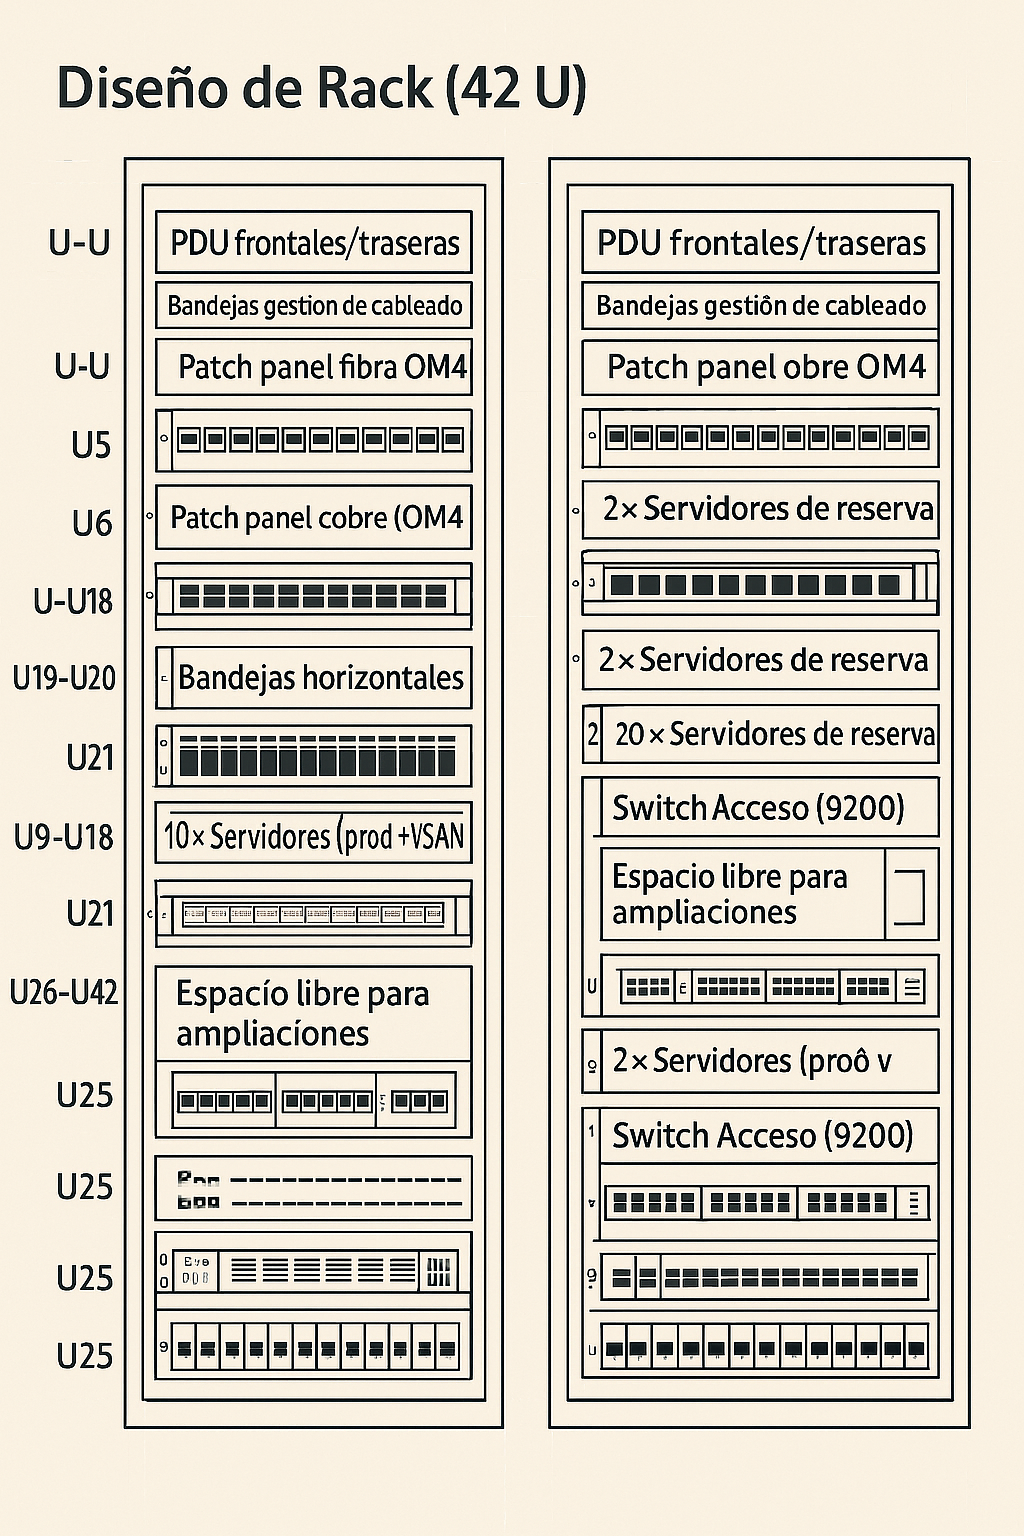 Diseño de Rack (42 U)
U-U
PDU frontales/traseras
Bandejas gestion de cableado
U-U
Patch panel fibra OM4
U5
U6
Patch panel cobre (OM4
U-U18
U19-U20
Bandejas horizontales
U21
U9-U18
10× Servidores (prod +VSAN
U21
U26-U42
Espacío libre para
ampliacíones
U25
U25
U25
U25
PDU frontales/traseras
Bandejas gestiôn de cableado
Patch panel obre OM4
2× Servidores de reserva
2× Servidores de reserva
2 20× Servidores de reserva
Switch Acceso (9200)
Espacio libre para
ampliaciones
U
2× Servidores (proô v
1 Switch Acceso (9200)